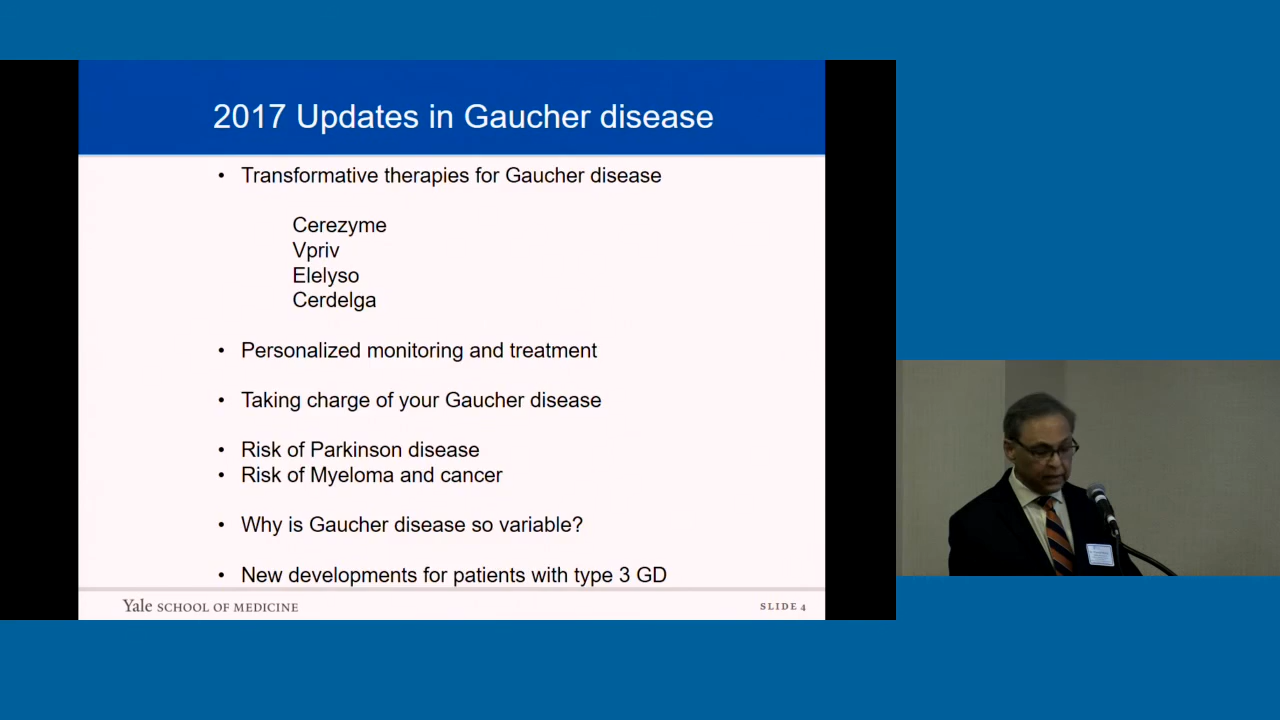 2017 Updates in Gaucher disease
• Transformative therapies for Gaucher disease
Cerezyme
Vpriv
Elelyso
Cerdelga
• Personalized monitoring and treatment
• Taking charge of your Gaucher disease
• Risk of Parkinson disease
• Risk of Myeloma and cancer
• Why is Gaucher disease so variable?
• New developments for patients with type 3 GD
Yale SCHOOL OF MEDICINE
SLIDE 4